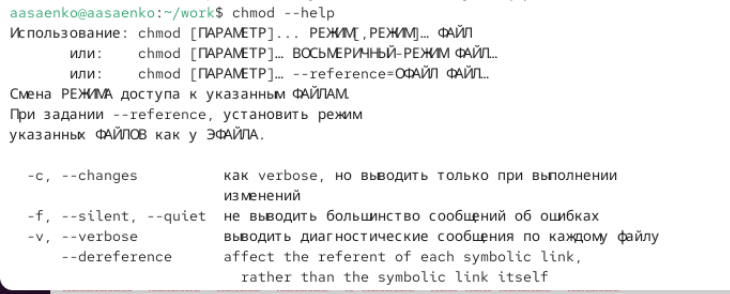 aasaenko@aasaenko:~/work$ chmod --help
Использование: chmod [ПАРАМЕТР]... РЕЖИМ[,РЕЖИМ]… ФАЙЛ
или: chmod [ПАРАМЕТР]… ВОСЬМЕРИЧНЫЙ-РЕЖИМ ФАЙЛ…
или: chmod [ПАРАМЕТР]… --reference=ОФАЙЛ ФАЙЛ…
Смена РЕЖИМА доступа к указанным ФАЙЛАМ.
При задании --reference, установить режим
указанных ФАЙЛОВ как у ЭФАЙЛА.
-c, --changes как verbose, но выводить только при выполнении
изменений
-f, --silent, --quiet не выводить большинство сообщений об ошибках
-v, --verbose выводить диагностические сообщения по каждому файлу
--dereference affect the referent of each symbolic link,
rather than the symbolic link itself